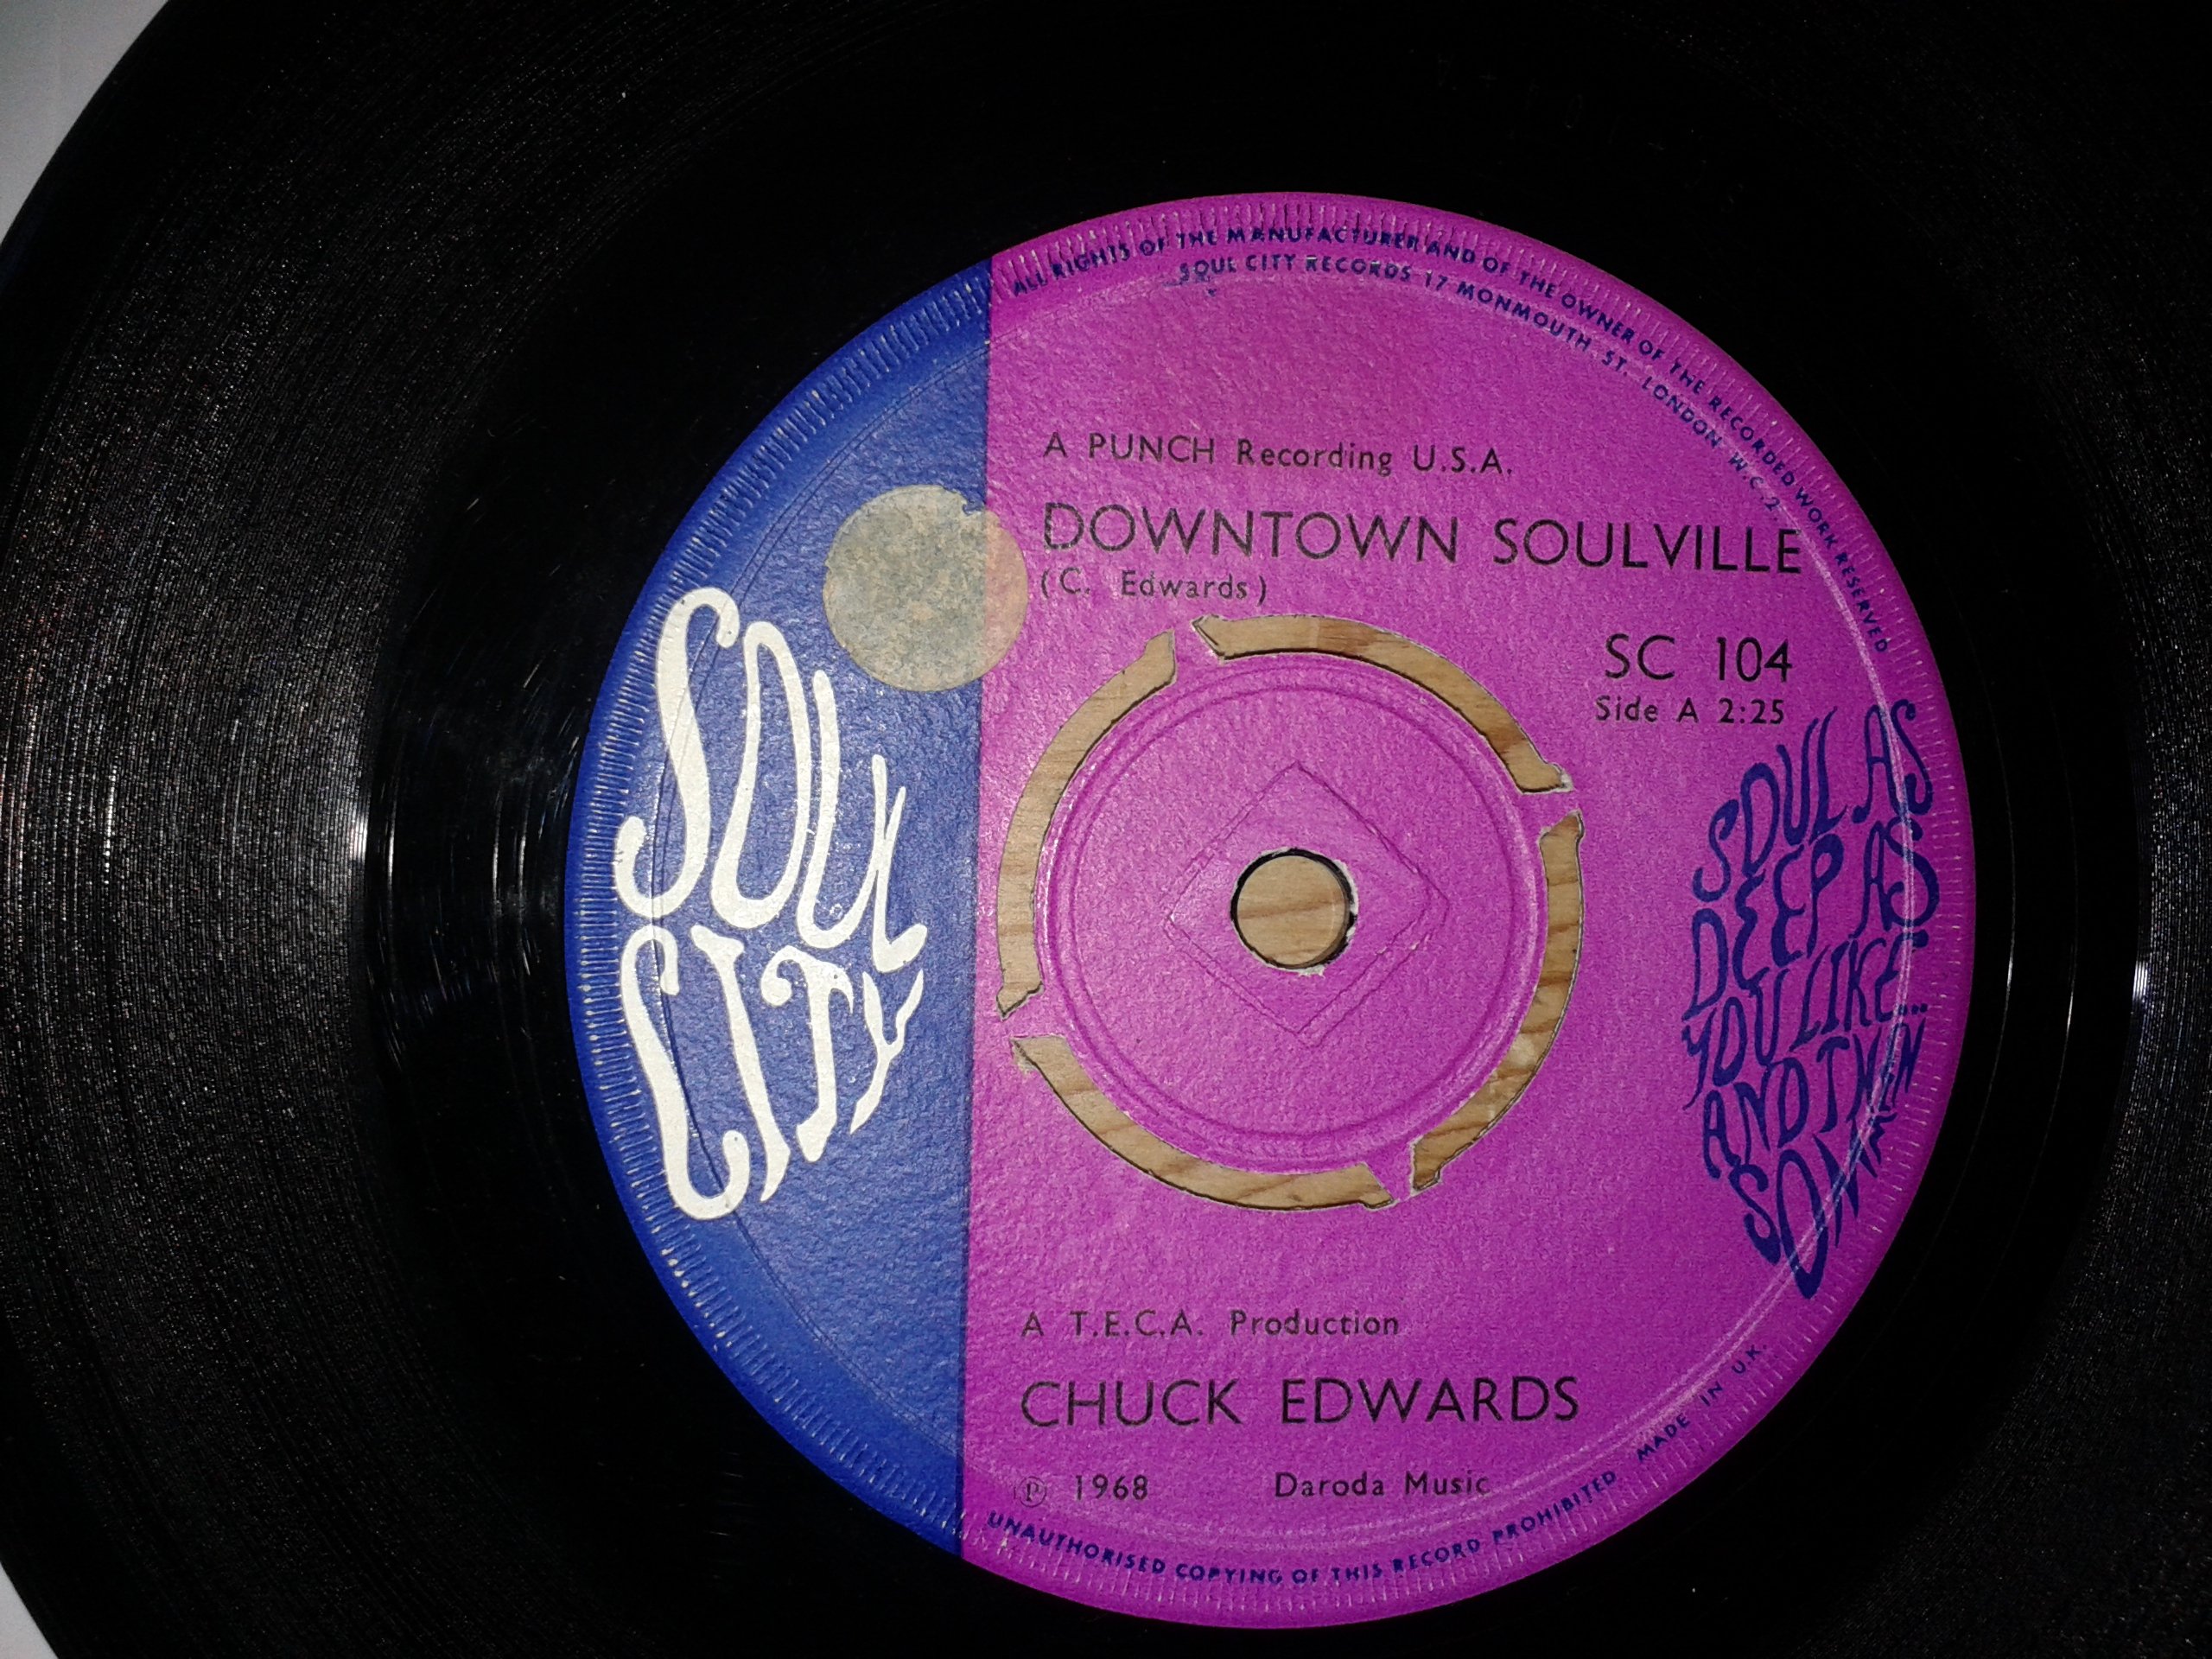 ALL RIGHTS OF THE MANUFACTURER AND OF THE OWNER OF THE RECORDED WORK RESERVED
SOUL CITY RECORDS 17 MONMOUTH ST. LONDON W.C.2.
A PUNCH Recording U.S.A.
DOWNTOWN SOULVILLE
(C. Edwards)
SC 104
Side A 2:25
SOUL
CITY
SOUL AS
DEEP AS
YOU LIKE...
AND THEN
SOME
A T.E.C.A. Production
CHUCK EDWARDS
℗ 1968 Daroda Music
UNAUTHORISED COPYING OF THIS RECORD PROHIBITED MADE IN U.K.